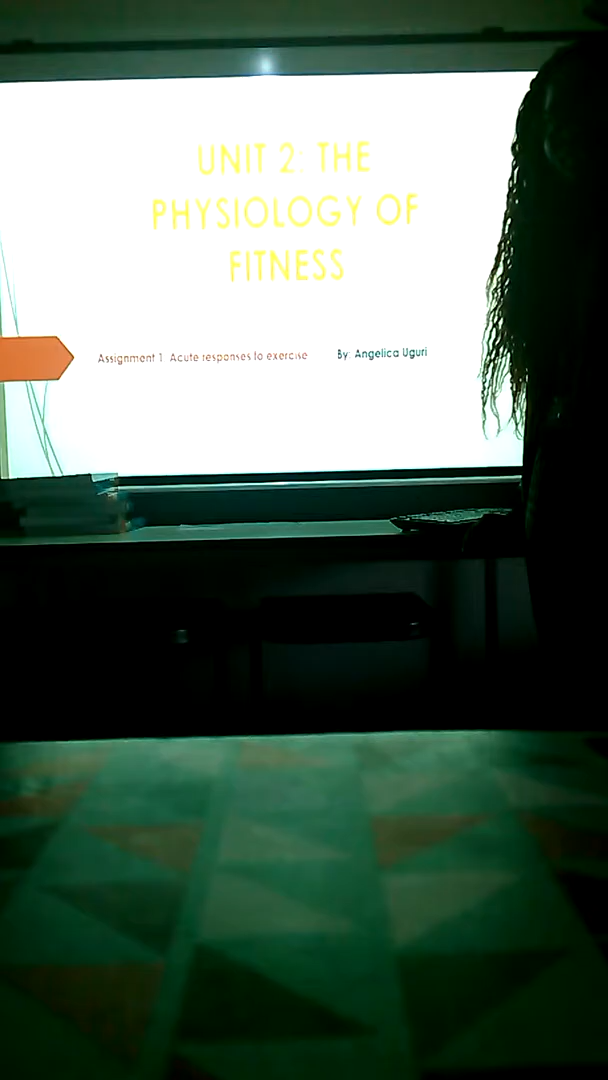 UNIT 2: THE
PHYSIOLOGY OF
FITNESS
Assignment 1: Acute responses to exercise By: Angelica Uguri